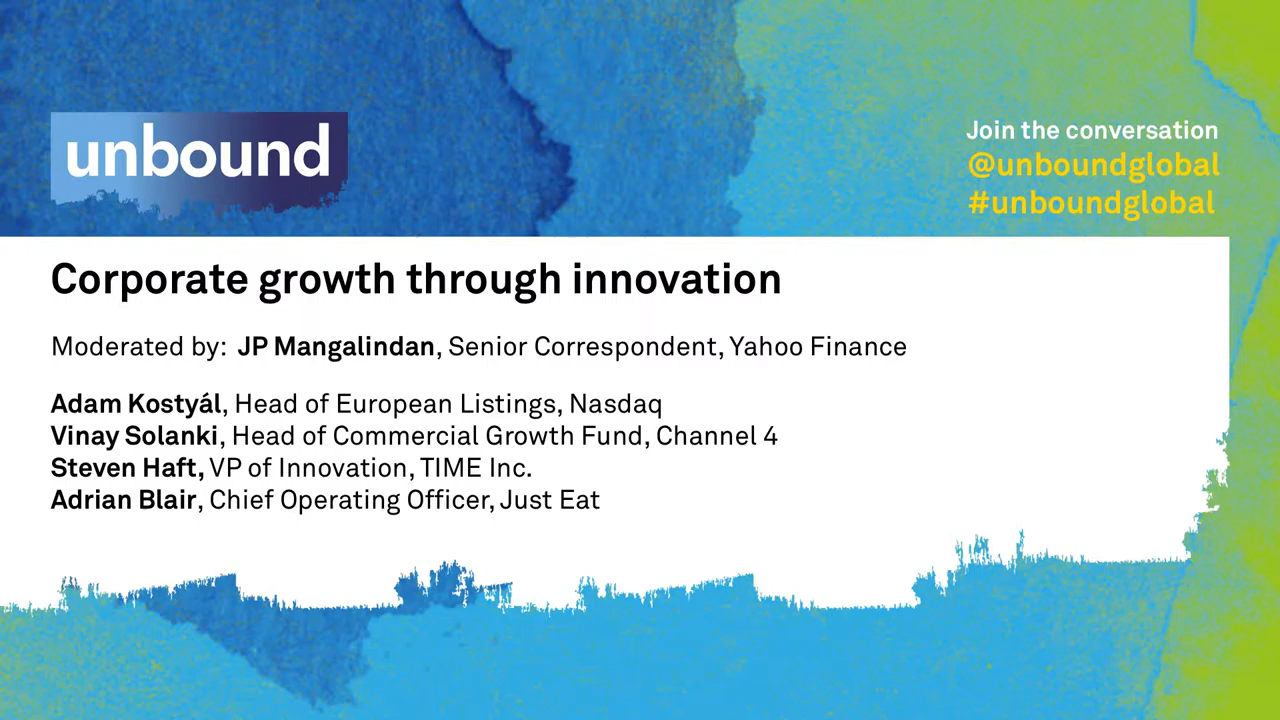 unbound
Join the conversation
@unboundglobal
#unboundglobal
Corporate growth through innovation
Moderated by: JP Mangalindan, Senior Correspondent, Yahoo Finance
Adam Kostyál, Head of European Listings, Nasdaq
Vinay Solanki, Head of Commercial Growth Fund, Channel 4
Steven Haft, VP of Innovation, TIME Inc.
Adrian Blair, Chief Operating Officer, Just Eat